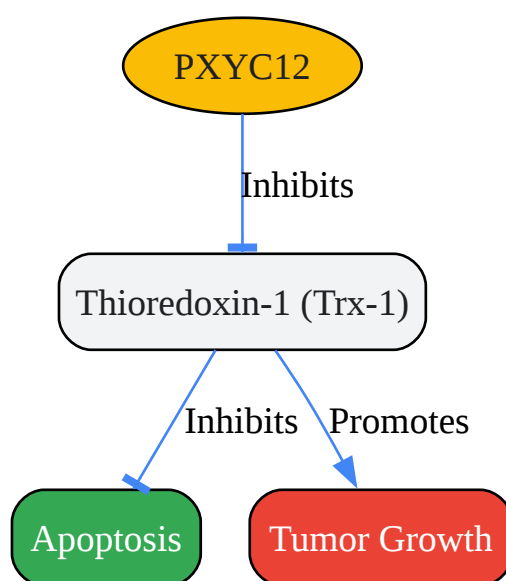 PXYC12
Inhibits
Thioredoxin-1 (Trx-1)
Inhibits
Promotes
Apoptosis
Tumor Growth